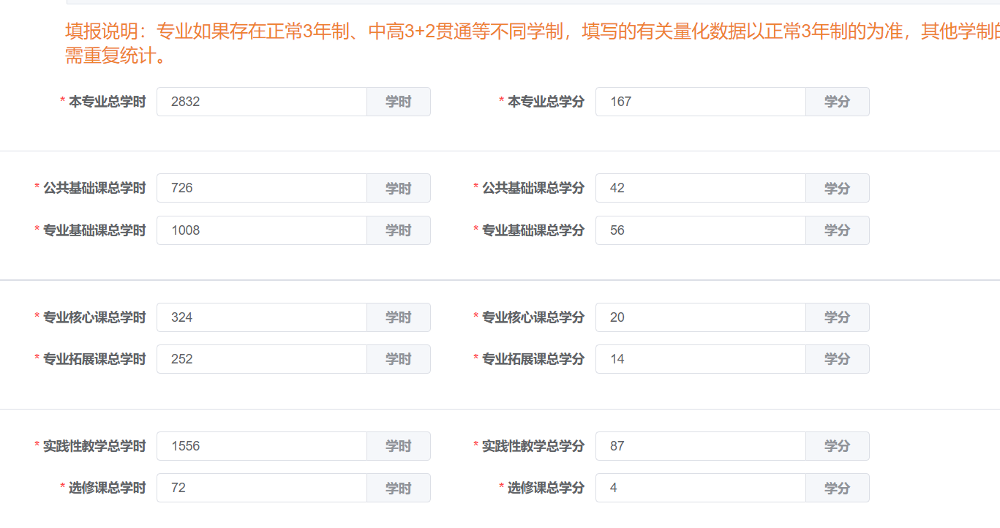 填报说明：专业如果存在正常3年制、中高3+2贯通等不同学制，填写的有关量化数据以正常3年制的为准，其他学制的
需重复统计。
* 本专业总学时 2832 学时 * 本专业总学分 167 学分
* 公共基础课总学时 726 学时 * 公共基础课总学分 42 学分
* 专业基础课总学时 1008 学时 * 专业基础课总学分 56 学分
* 专业核心课总学时 324 学时 * 专业核心课总学分 20 学分
* 专业拓展课总学时 252 学时 * 专业拓展课总学分 14 学分
* 实践性教学总学时 1556 学时 * 实践性教学总学分 87 学分
* 选修课总学时 72 学时 * 选修课总学分 4 学分